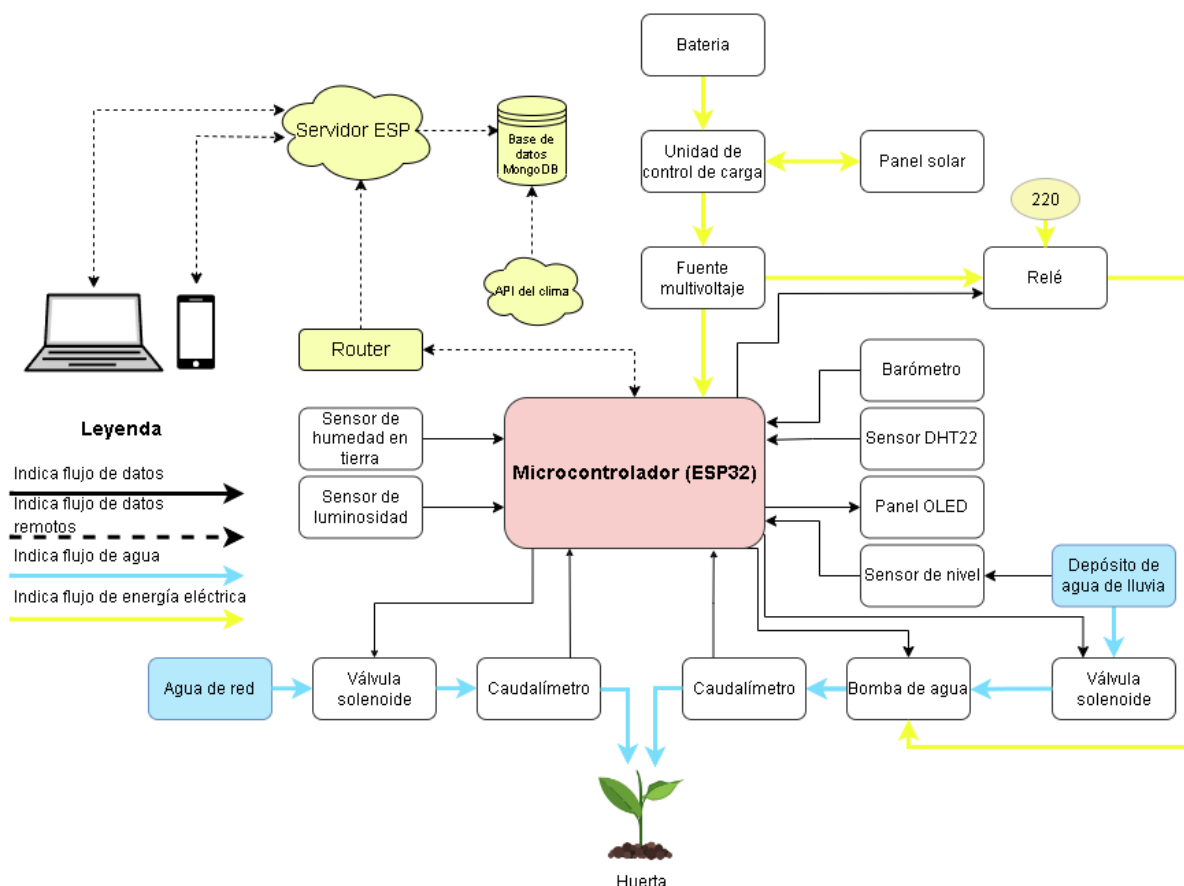 Bateria
Servidor ESP
Base de
datos
MongoDB
Unidad de
control de carga
Panel solar
220
API del clima
Fuente
multivoltaje
Relé
Router
Barómetro
Leyenda
Sensor de
humedad en
tierra
Sensor DHT22
Microcontrolador (ESP32)
Indica flujo de datos
Indica flujo de datos
remotos
Sensor de
luminosidad
Panel OLED
Indica flujo de agua
Sensor de nivel
Depósito de
agua de lluvia
Indica flujo de energía eléctrica
Agua de red
Válvula
solenoide
Caudalímetro
Caudalímetro
Bomba de agua
Válvula
solenoide
Huerta